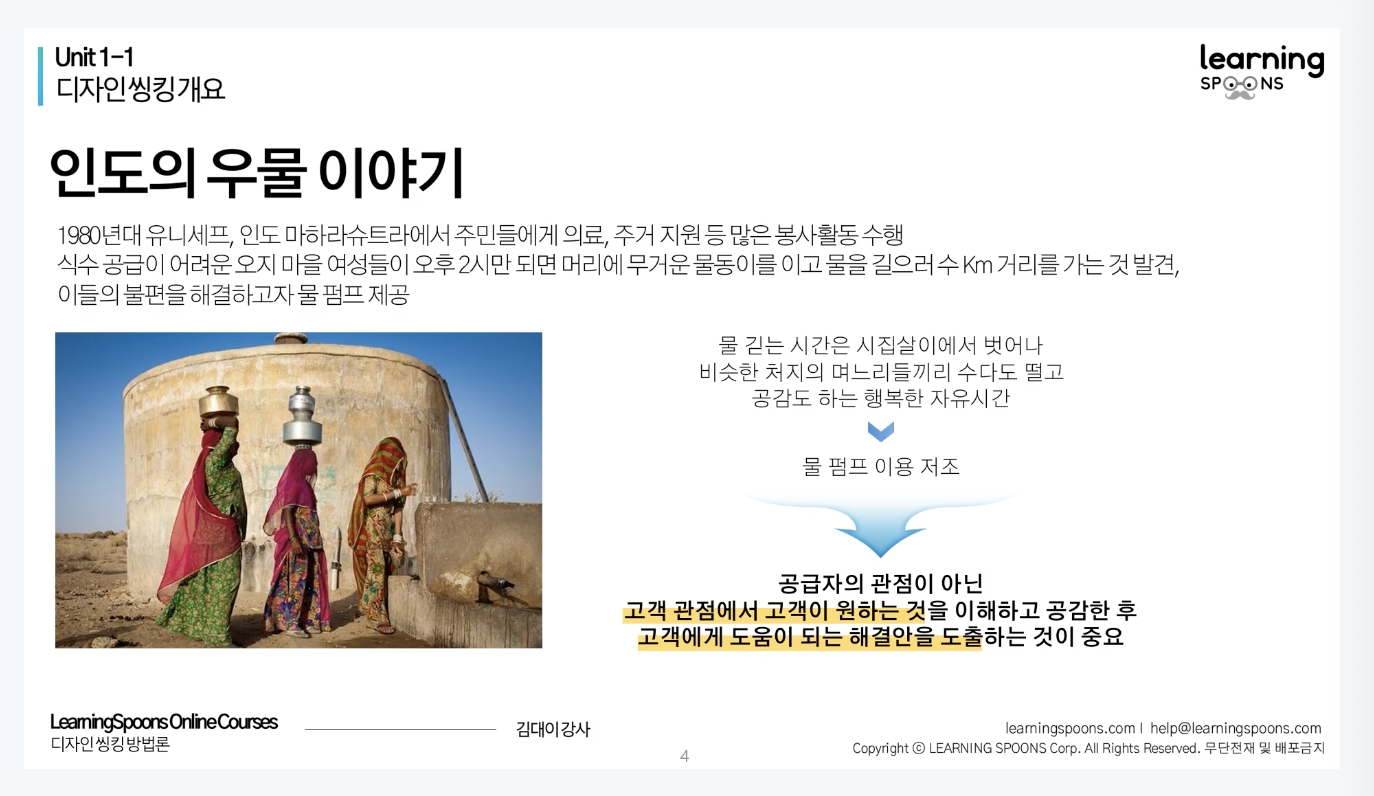 Unit 1-1
디자인씽킹개요
learning
SPOONS
인도의 우물 이야기
1980년대 유니세프, 인도 마하라슈트라에서 주민들에게 의료, 주거 지원 등 많은 봉사활동 수행
식수 공급이 어려운 오지 마을 여성들이 오후 2시만 되면 머리에 무거운 물동이를 이고 물을 길으러 수 Km 거리를 가는 것 발견,
이들의 불편을 해결하고자 물 펌프 제공
물 긷는 시간은 시집살이에서 벗어나
비슷한 처지의 며느리들끼리 수다도 떨고
공감도 하는 행복한 자유시간
물 펌프 이용 저조
공급자의 관점이 아닌
고객 관점에서 고객이 원하는 것을 이해하고 공감한 후
고객에게 도움이 되는 해결안을 도출하는 것이 중요
LearningSpoons Online Courses
디자인씽킹방법론
김대이강사
4
learningspoons.com l help@learningspoons.com
Copyright ⓒ LEARNING SPOONS Corp. All Rights Reserved. 무단전재 및 배포금지